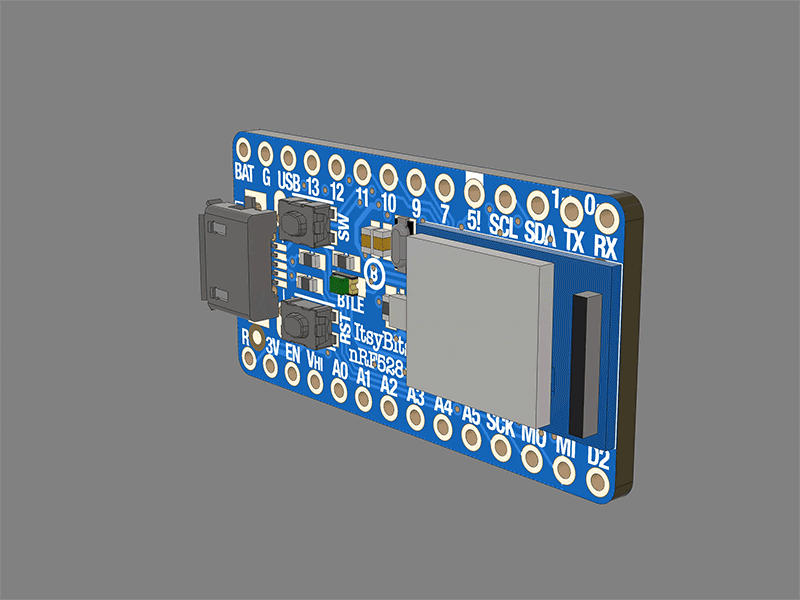 BAT G USB 13 12 11 10 9 7 5! SCL SDA TX RX
1 0
SW
BTLE
RST
ItsyBit
nRF528
R 3V EN VHI A0 A1 A2 A3 A4 A5 SCK MO MI D2